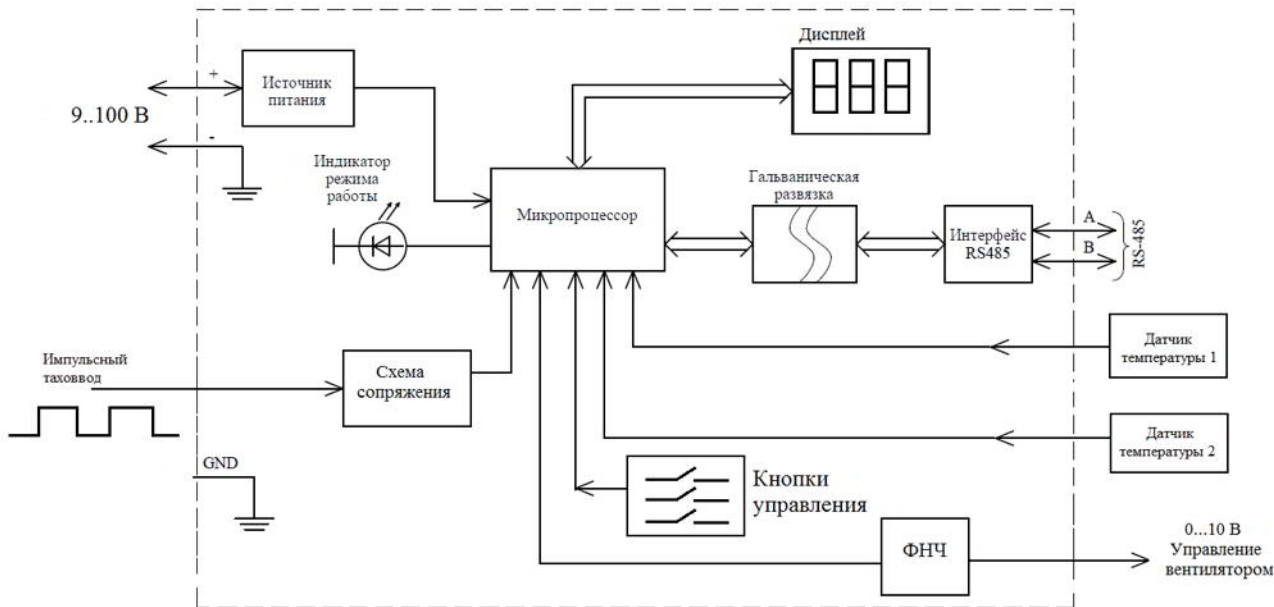 Дисплей
+
Источник
питания
9..100 В
-
Индикатор
режима
работы
Микропроцессор
Гальваническая
развязка
Интерфейс
RS485
A
B
RS-485
Датчик
температуры 1
Импульсный
таховвод
Схема
сопряжения
Датчик
температуры 2
GND
Кнопки
управления
ФНЧ
0...10 В
Управление
вентилятором